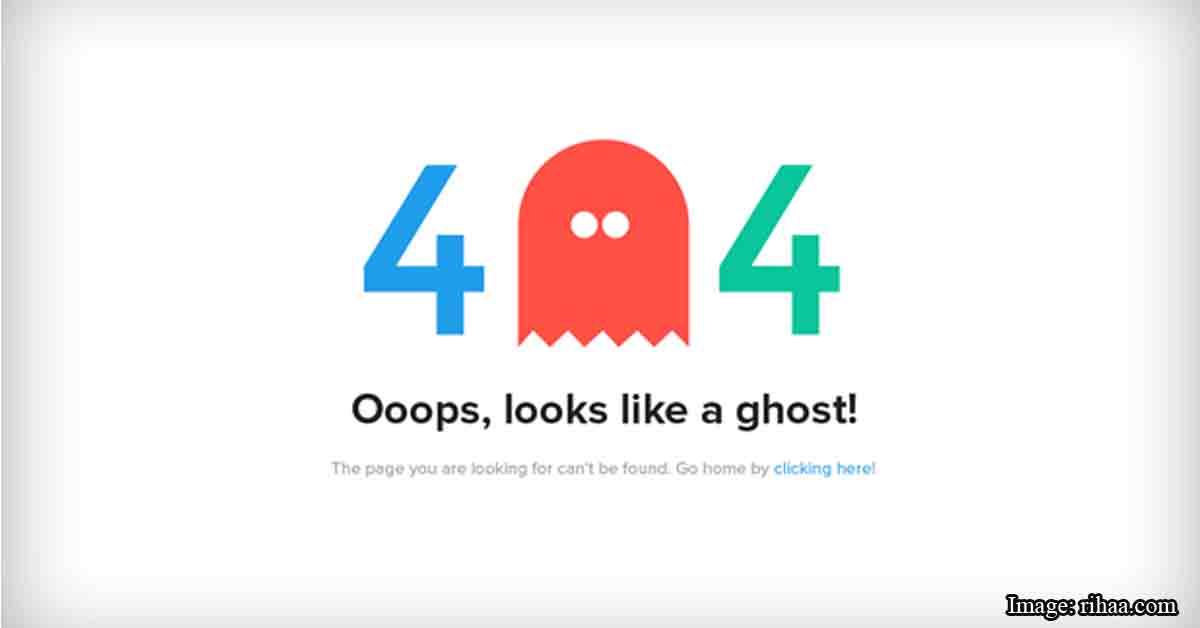 4 4
Ooops, looks like a ghost!
The page you are looking for can't be found. Go home by clicking here!
Image: rihaa.com